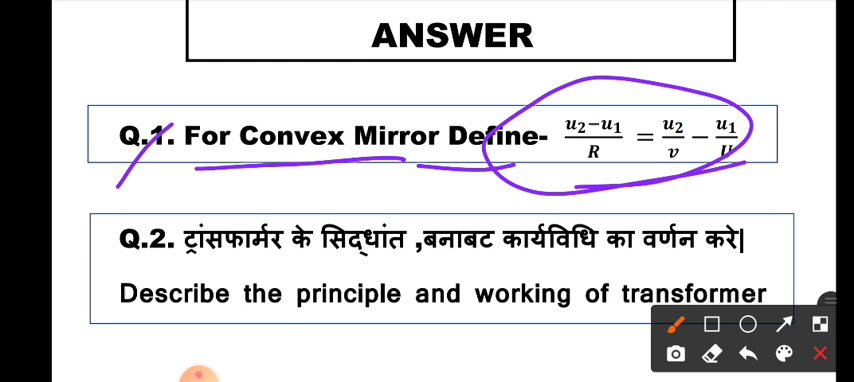 ANSWER
Q.1. For Convex Mirror Define- u₂−u₁/R = u₂/v − u₁/U
Q.2. ट्रांसफार्मर के सिद्धांत ,बनाबट कार्यविधि का वर्णन करे|
Describe the principle and working of transformer